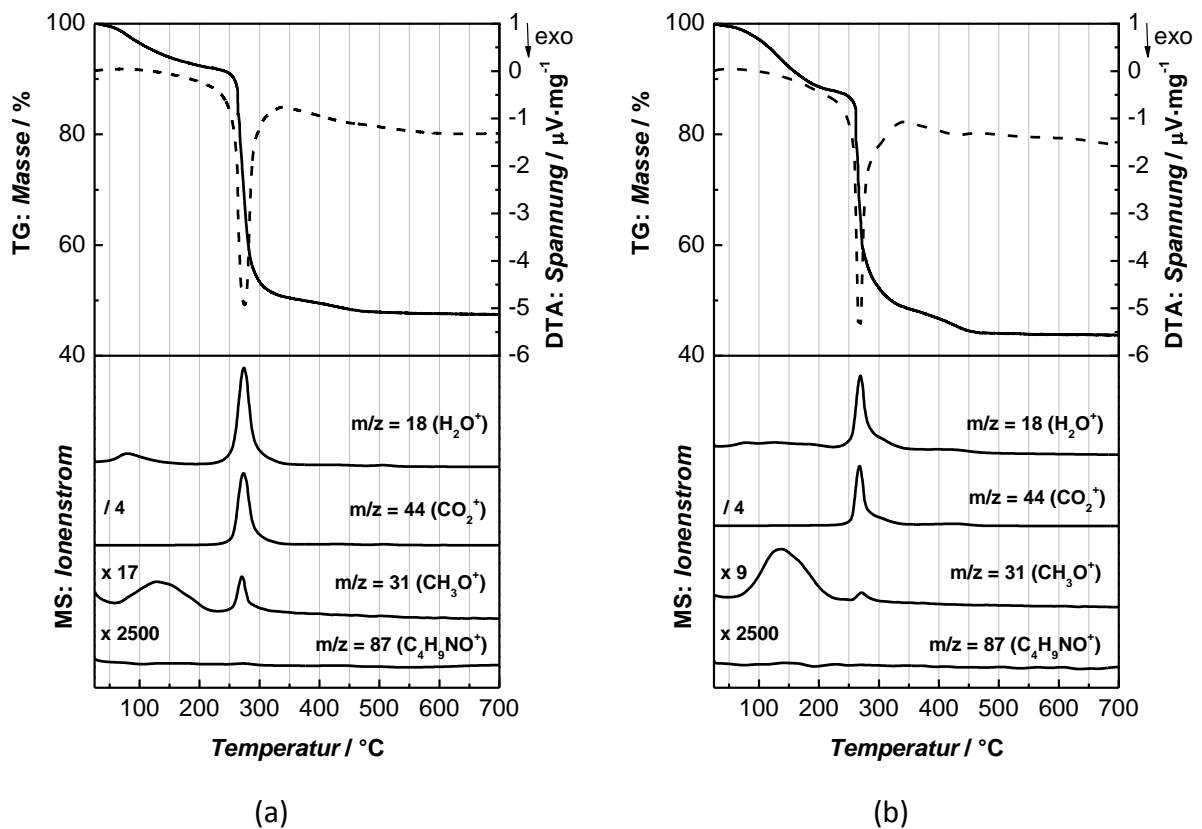 TG: Masse / %
100
80
60
40
1
0
-1
-2
-3
-4
-5
-6
exo
DTA: Spannung / μV·mg⁻¹
MS: Ionenstrom
m/z = 18 (H₂O⁺)
/ 4
m/z = 44 (CO₂⁺)
x 17
m/z = 31 (CH₃O⁺)
x 2500
m/z = 87 (C₄H₉NO⁺)
100 200 300 400 500 600 700
Temperatur / °C
(a)
TG: Masse / %
100
80
60
40
1
0
-1
-2
-3
-4
-5
-6
exo
DTA: Spannung / μV·mg⁻¹
MS: Ionenstrom
m/z = 18 (H₂O⁺)
/ 4
m/z = 44 (CO₂⁺)
x 9
m/z = 31 (CH₃O⁺)
x 2500
m/z = 87 (C₄H₉NO⁺)
100 200 300 400 500 600 700
Temperatur / °C
(b)